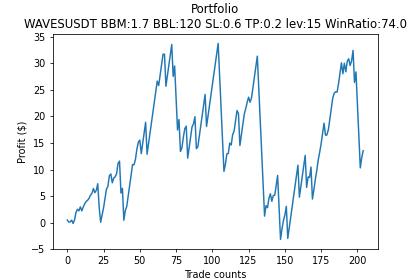 Portfolio
WAVESUSDT BBM:1.7 BBL:120 SL:0.6 TP:0.2 lev:15 WinRatio:74.0
35
30
25
20
15
10
5
0
−5
Profit ($)
0 25 50 75 100 125 150 175 200
Trade counts